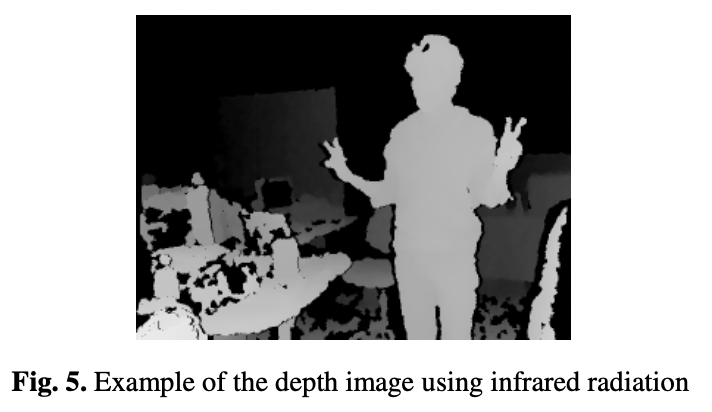 Fig. 5. Example of the depth image using infrared radiation